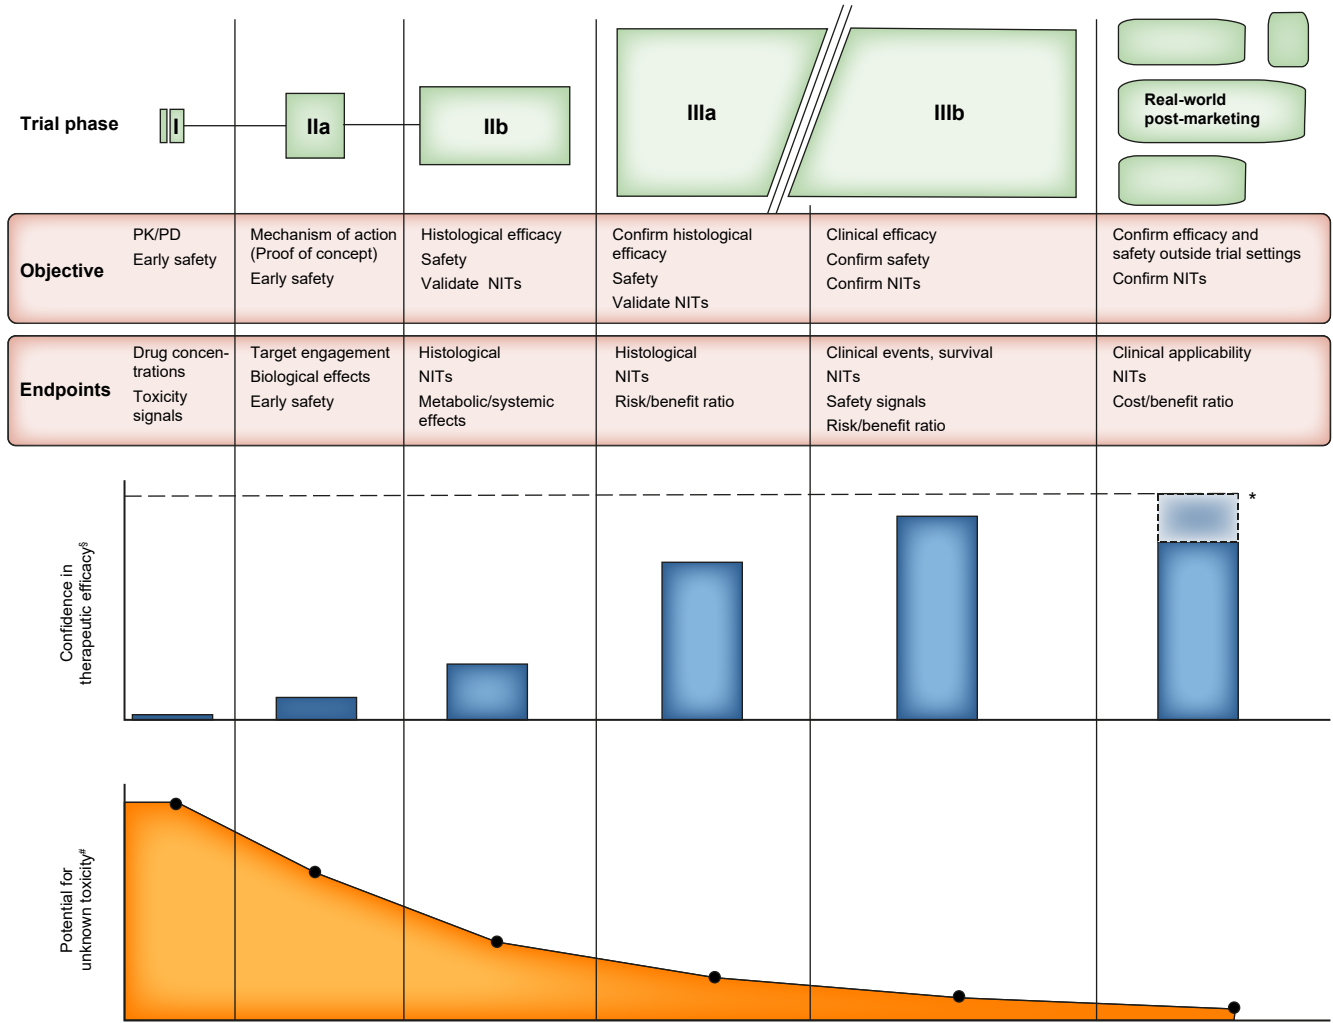 Trial phase
I
IIa
IIb
IIIa
IIIb
Real-world
post-marketing
Objective
PK/PD
Early safety
Mechanism of action
(Proof of concept)
Early safety
Histological efficacy
Safety
Validate NITs
Confirm histological
efficacy
Safety
Validate NITs
Clinical efficacy
Confirm safety
Confirm NITs
Confirm efficacy and
safety outside trial settings
Confirm NITs
Endpoints
Drug concen-
trations
Toxicity
signals
Target engagement
Biological effects
Early safety
Histological
NITs
Metabolic/systemic
effects
Histological
NITs
Risk/benefit ratio
Clinical events, survival
NITs
Safety signals
Risk/benefit ratio
Clinical applicability
NITs
Cost/benefit ratio
Confidence in
therapeutic efficacy§
*
Potential for
unknown toxicity#